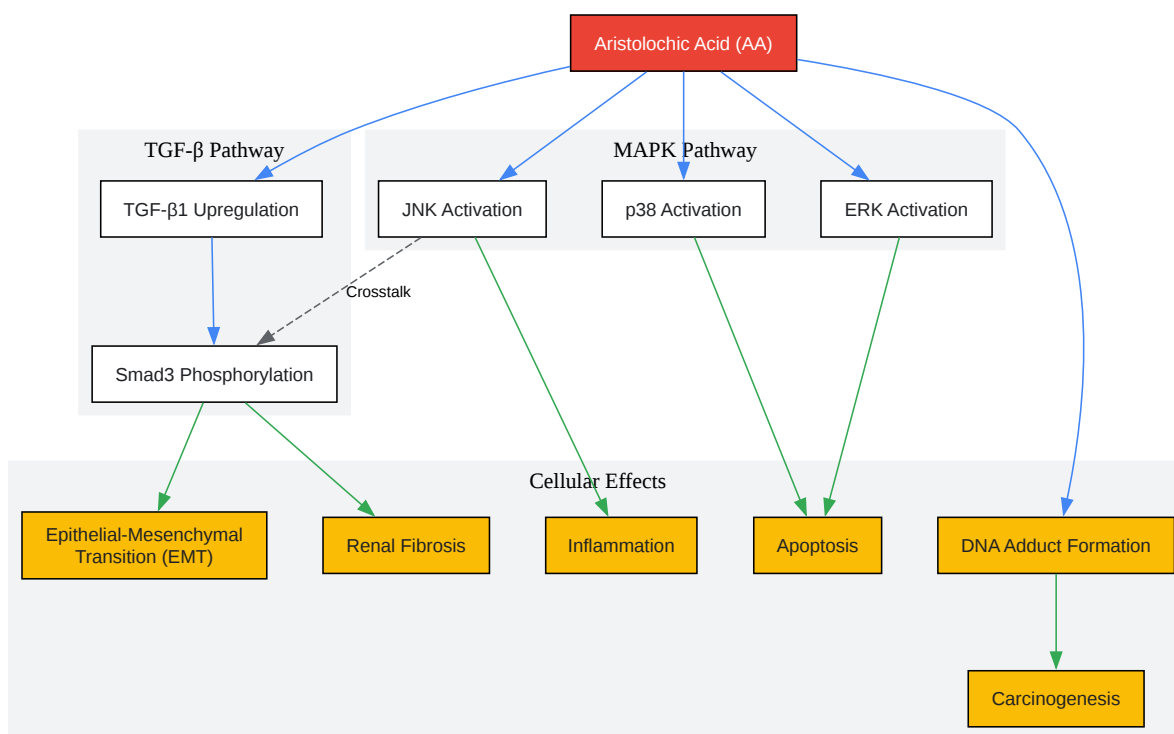 Aristolochic Acid (AA)
TGF-β Pathway
MAPK Pathway
TGF-β1 Upregulation
JNK Activation
p38 Activation
ERK Activation
Crosstalk
Smad3 Phosphorylation
Cellular Effects
Epithelial-Mesenchymal
Transition (EMT)
Renal Fibrosis
Inflammation
Apoptosis
DNA Adduct Formation
Carcinogenesis